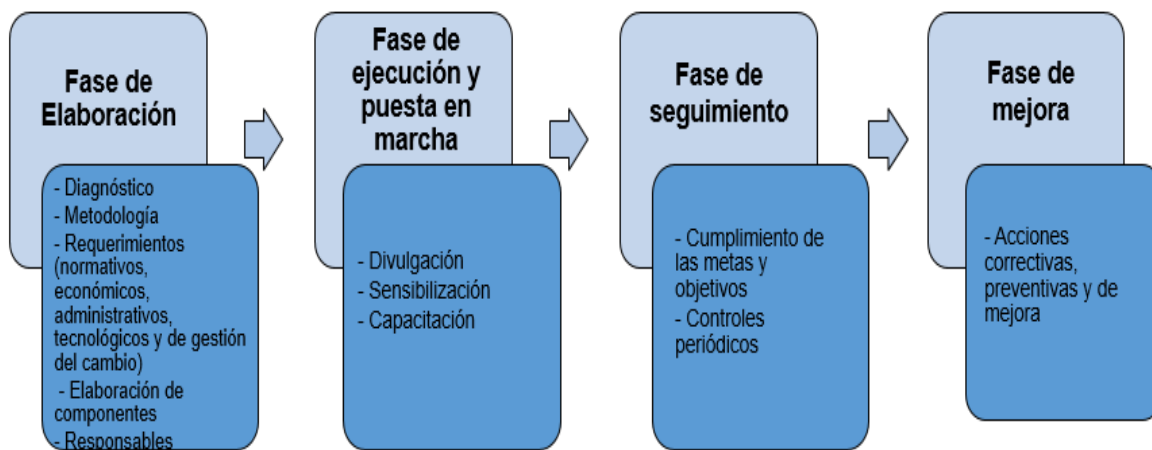 Fase de
Elaboración
- Diagnóstico
- Metodología
- Requerimientos
(normativos,
económicos,
administrativos,
tecnológicos y de gestión
del cambio)
- Elaboración de
componentes
- Responsables
Fase de
ejecución y
puesta en
marcha
- Divulgación
- Sensibilización
- Capacitación
Fase de
seguimiento
- Cumplimiento de
las metas y
objetivos
- Controles
periódicos
Fase de
mejora
- Acciones
correctivas,
preventivas y de
mejora